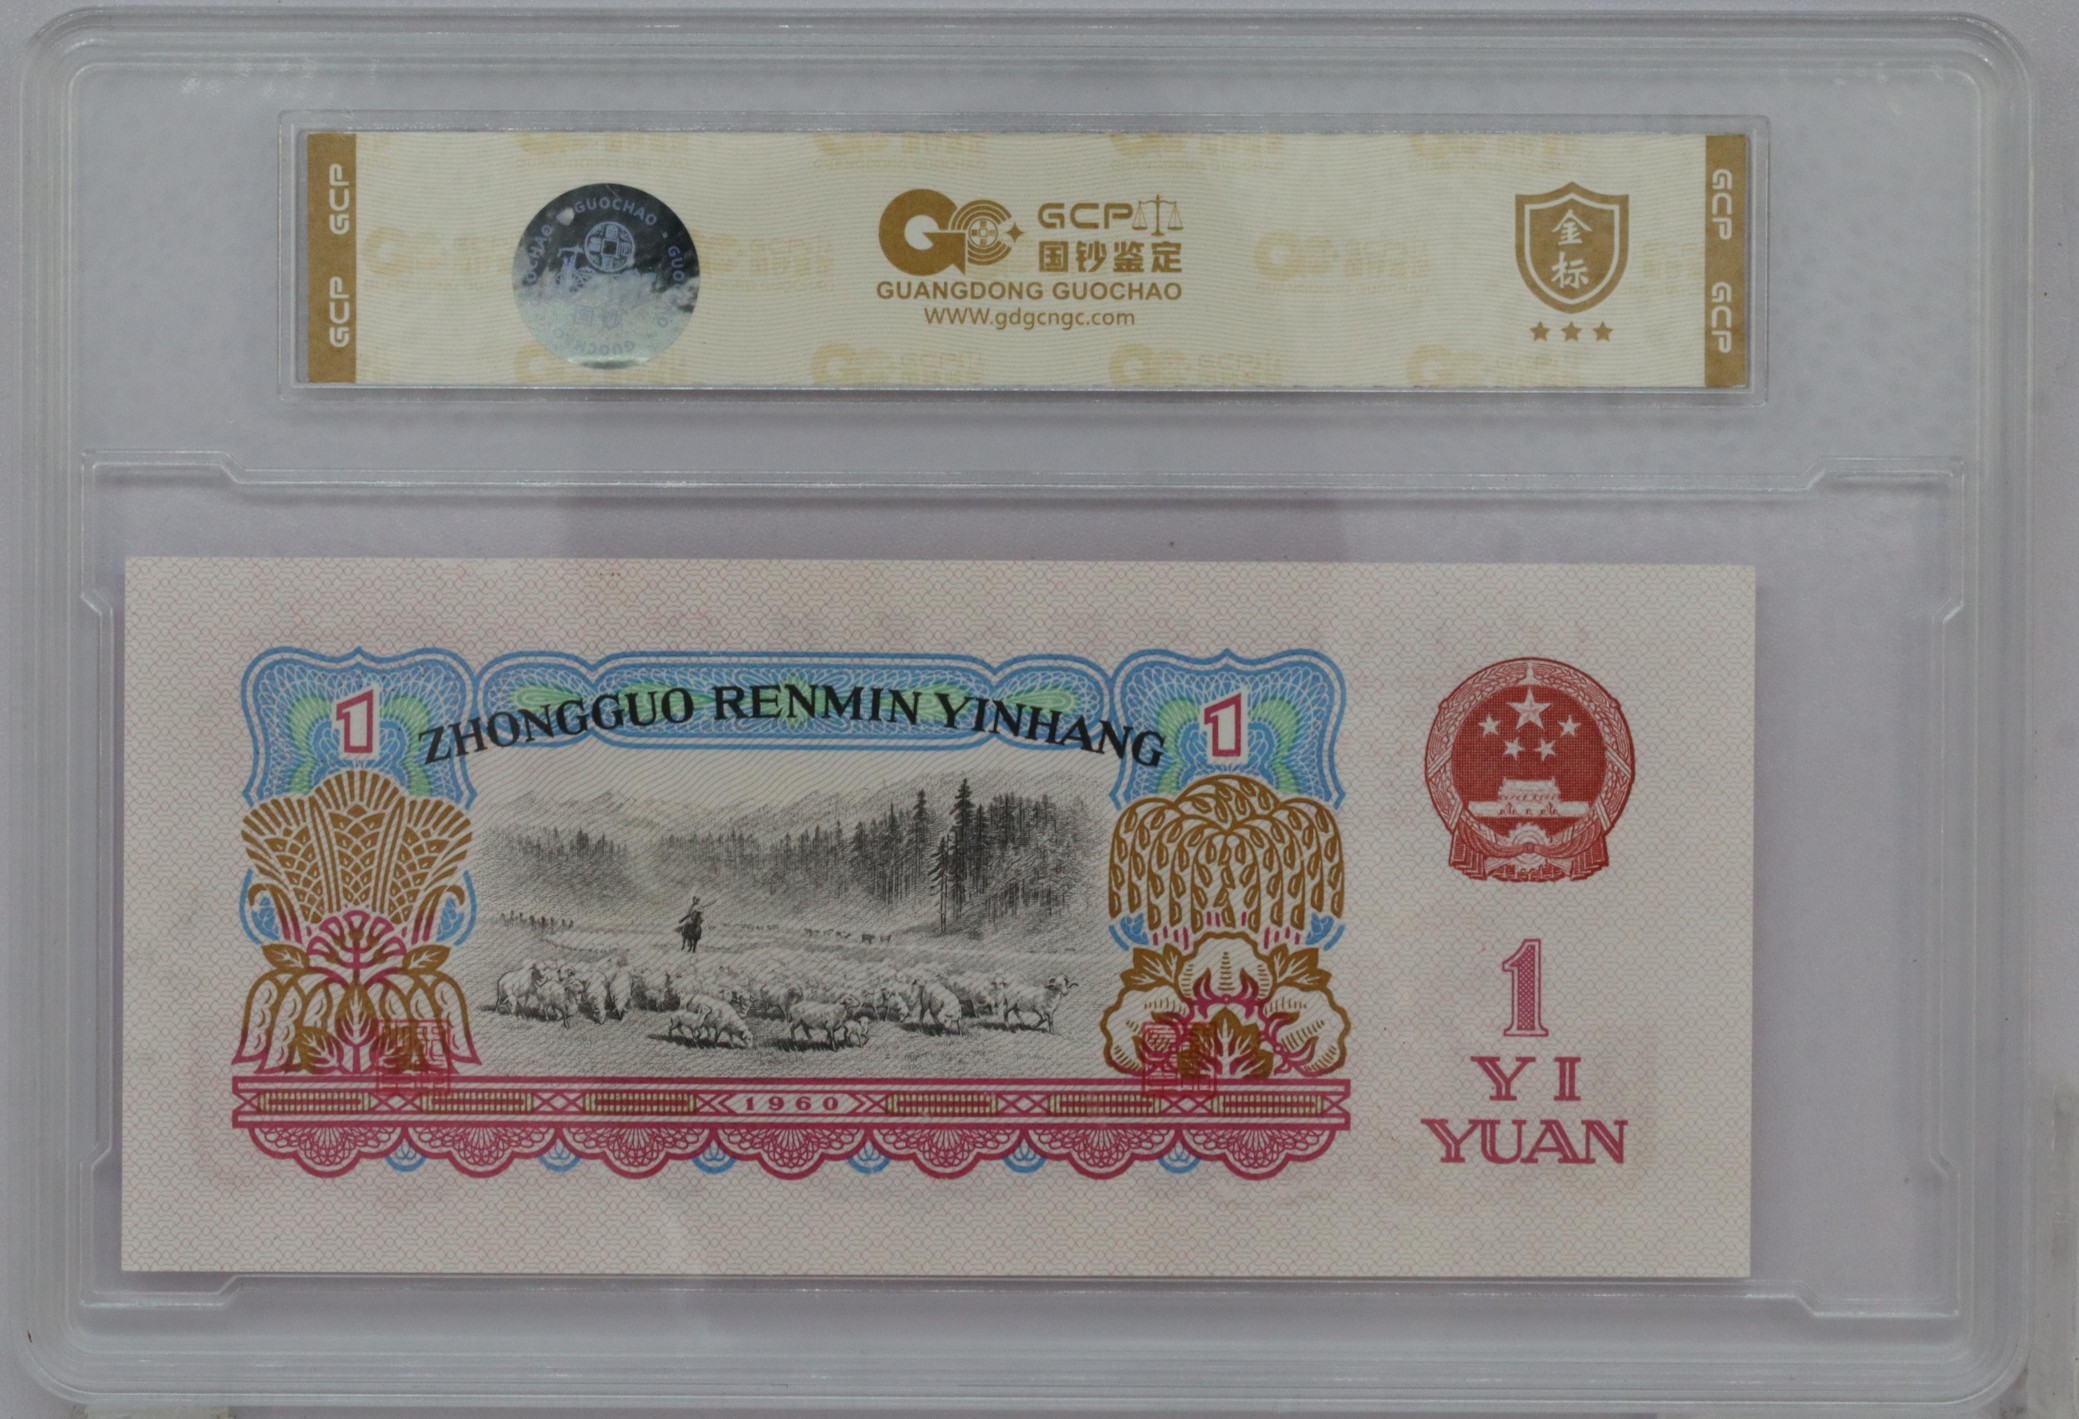 GCP
GCP
GUOCHAO
GUOCHAO
GCP
国钞鉴定
GUANGDONG GUOCHAO
WWW.gdgcngc.com
金标
GCP
GCP
1
ZHONGGUO RENMIN YINHANG
1
1960
1
YI
YUAN